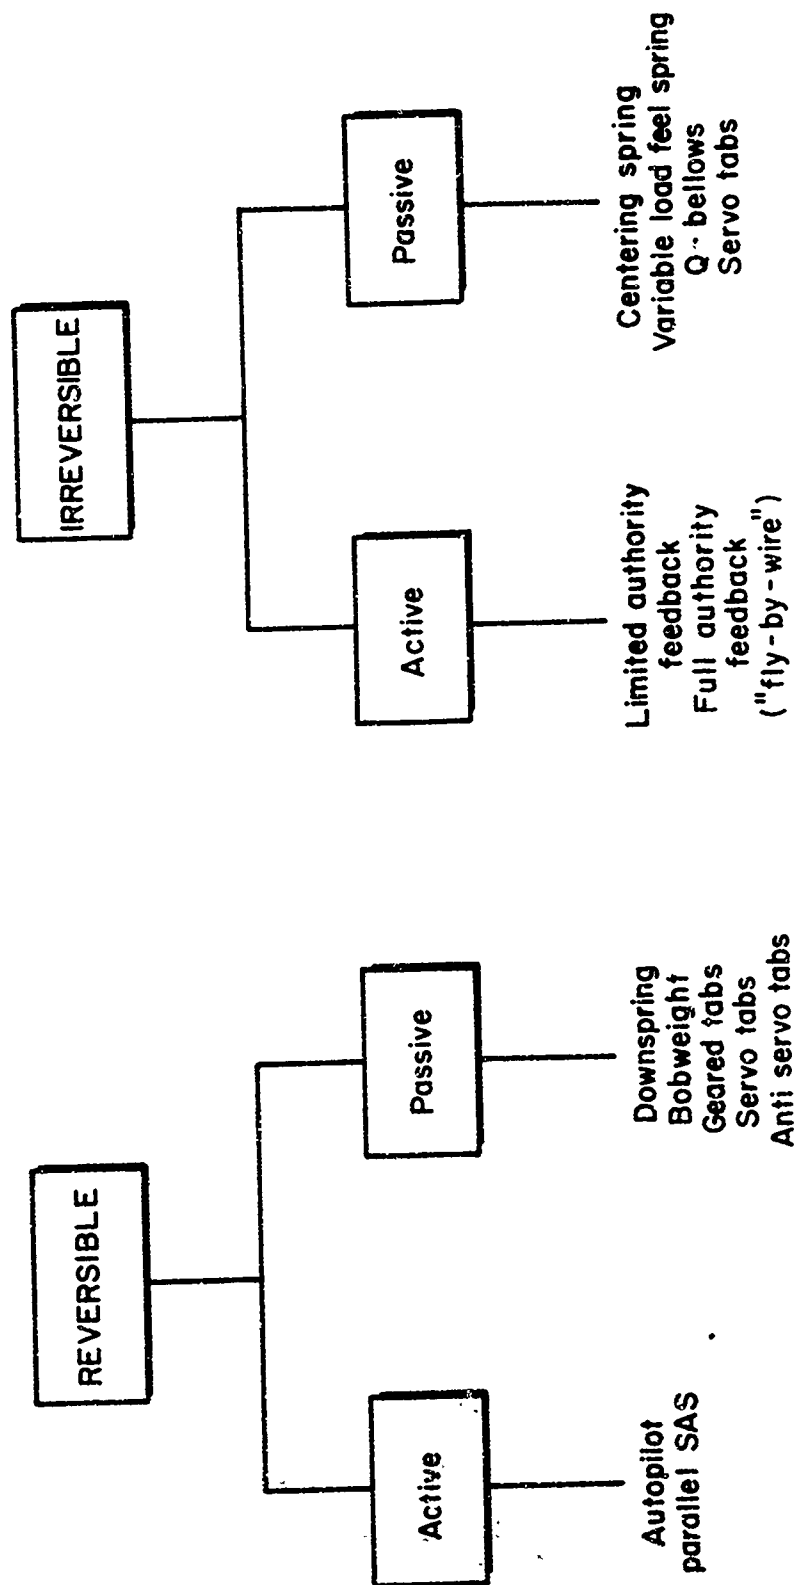 REVERSIBLE
Active
Passive
Autopilot
parallel SAS
Downspring
Bobweight
Geared tabs
Servo tabs
Anti servo tabs
IRREVERSIBLE
Active
Passive
Limited authority
feedback
Full authority
feedback
("fly-by-wire")
Centering spring
Variable load feel spring
Q-bellows
Servo tabs